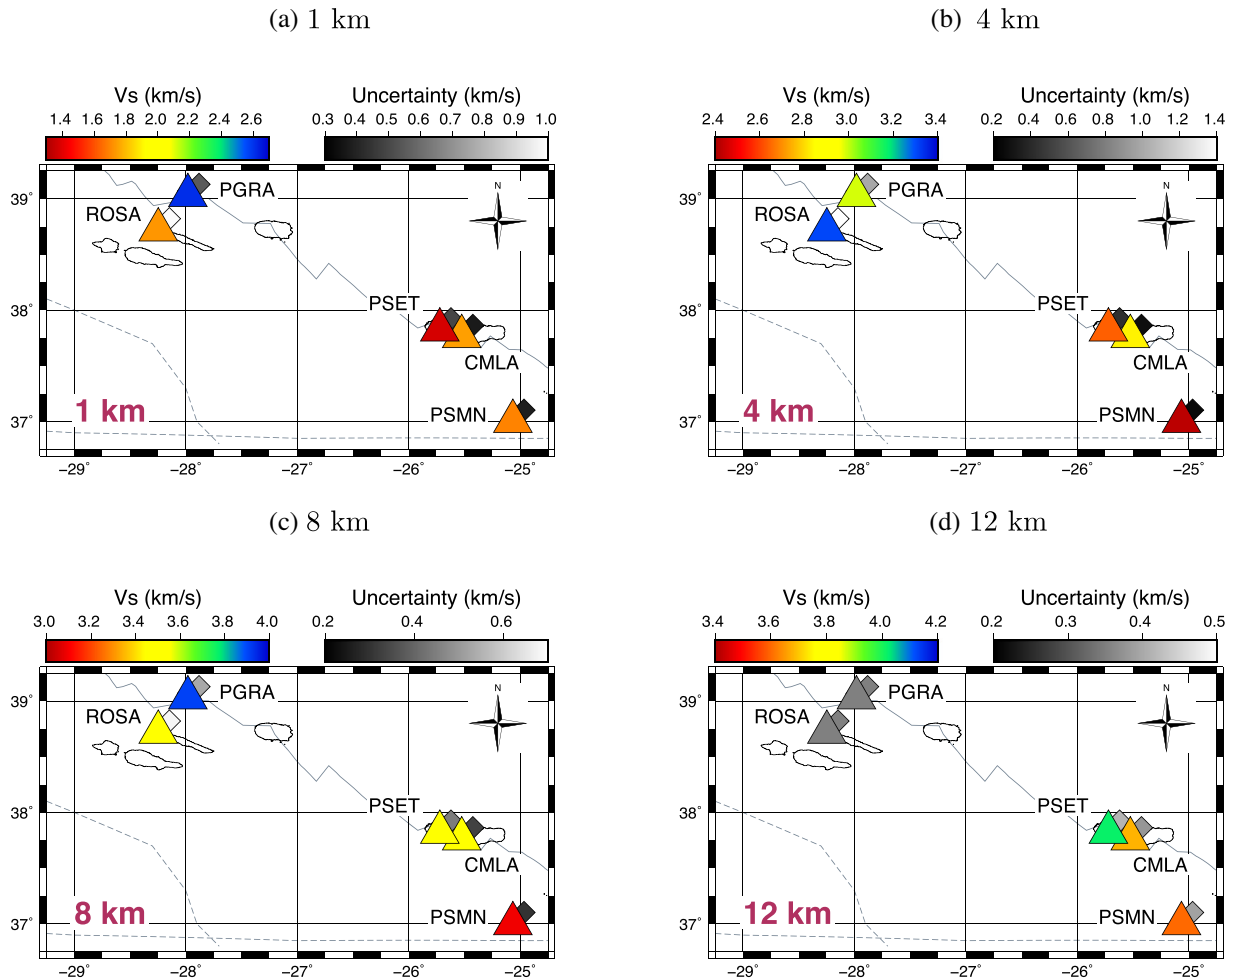 (a) 1 km
(b) 4 km
Vs (km/s)
Uncertainty (km/s)
1.4 1.6 1.8 2.0 2.2 2.4 2.6
0.3 0.4 0.5 0.6 0.7 0.8 0.9 1.0
Vs (km/s)
Uncertainty (km/s)
2.4 2.6 2.8 3.0 3.2 3.4
0.2 0.4 0.6 0.8 1.0 1.2 1.4
39°
PGRA
N
ROSA
38°
PSET
CMLA
PSMN
1 km
37°
−29° −28° −27° −26° −25°
39°
PGRA
N
ROSA
38°
PSET
CMLA
PSMN
4 km
37°
−29° −28° −27° −26° −25°
(c) 8 km
(d) 12 km
Vs (km/s)
Uncertainty (km/s)
3.0 3.2 3.4 3.6 3.8 4.0
0.2 0.4 0.6
Vs (km/s)
Uncertainty (km/s)
3.4 3.6 3.8 4.0 4.2
0.2 0.3 0.4 0.5
39°
PGRA
N
ROSA
38°
PSET
CMLA
PSMN
8 km
37°
−29° −28° −27° −26° −25°
39°
PGRA
N
ROSA
38°
PSET
CMLA
PSMN
12 km
37°
−29° −28° −27° −26° −25°